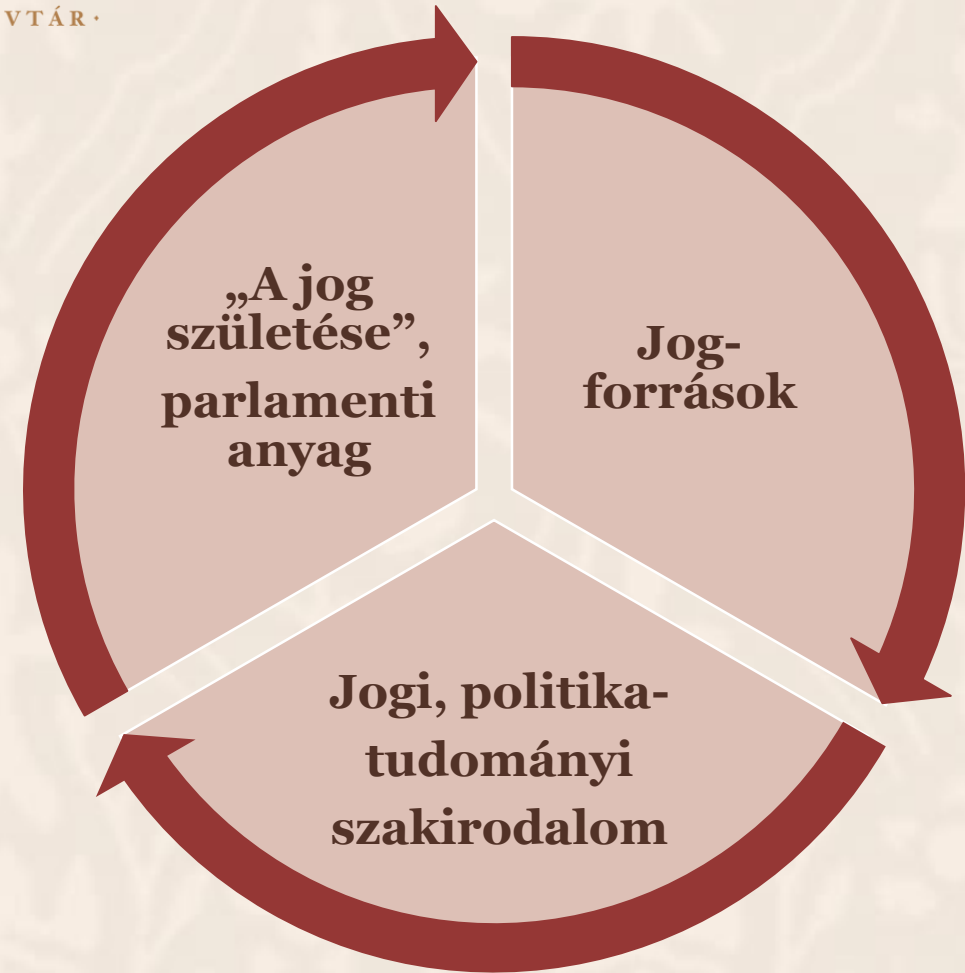 VTÁR •
„A jog
születése”,
parlamenti
anyag
Jog-
források
Jogi, politika-
tudományi
szakirodalom